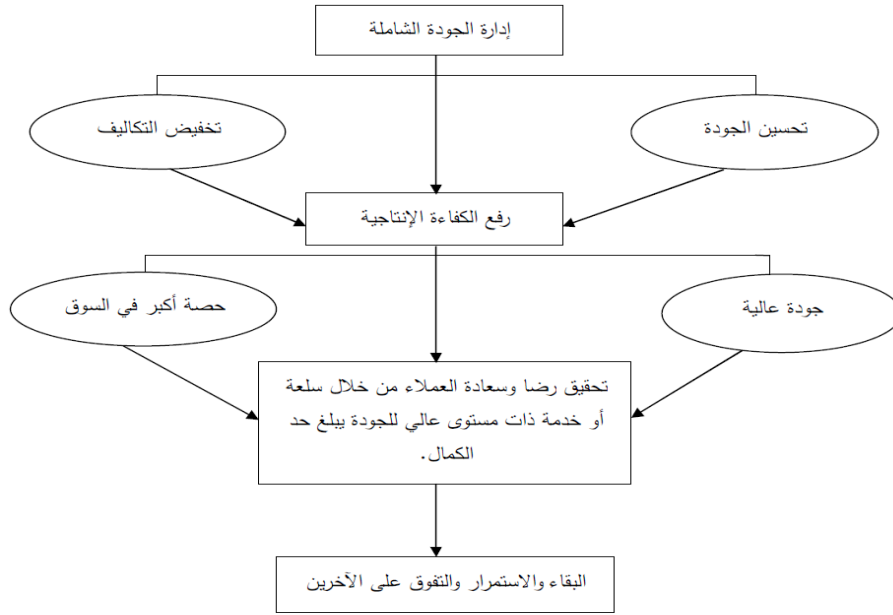 إدارة الجودة الشاملة
تحسين الجودة
تخفيض التكاليف
رفع الكفاءة الإنتاجية
جودة عالية
حصة أكبر في السوق
تحقيق رضا وسعادة العملاء من خلال سلعة
أو خدمة ذات مستوى عالي للجودة يبلغ حد
الكمال.
البقاء والاستمرار والتفوق على الآخرين